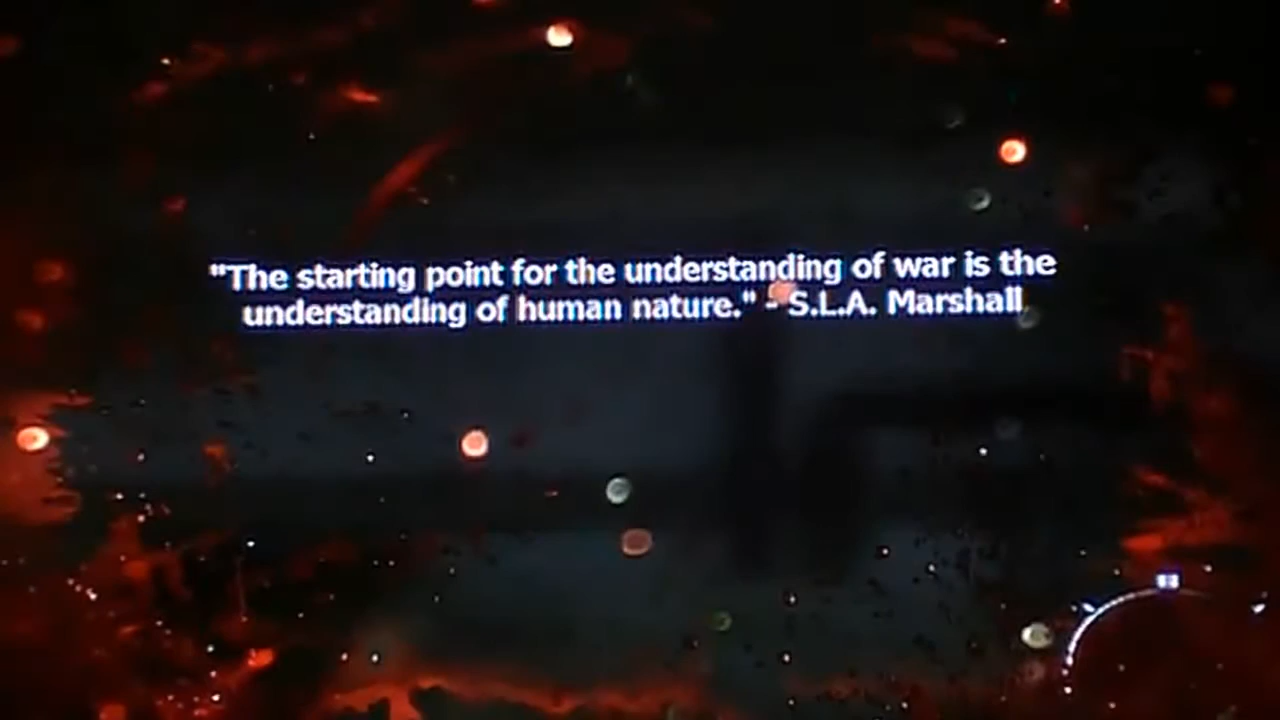 "The starting point for the understanding of war is the
understanding of human nature." - S.L.A. Marshall